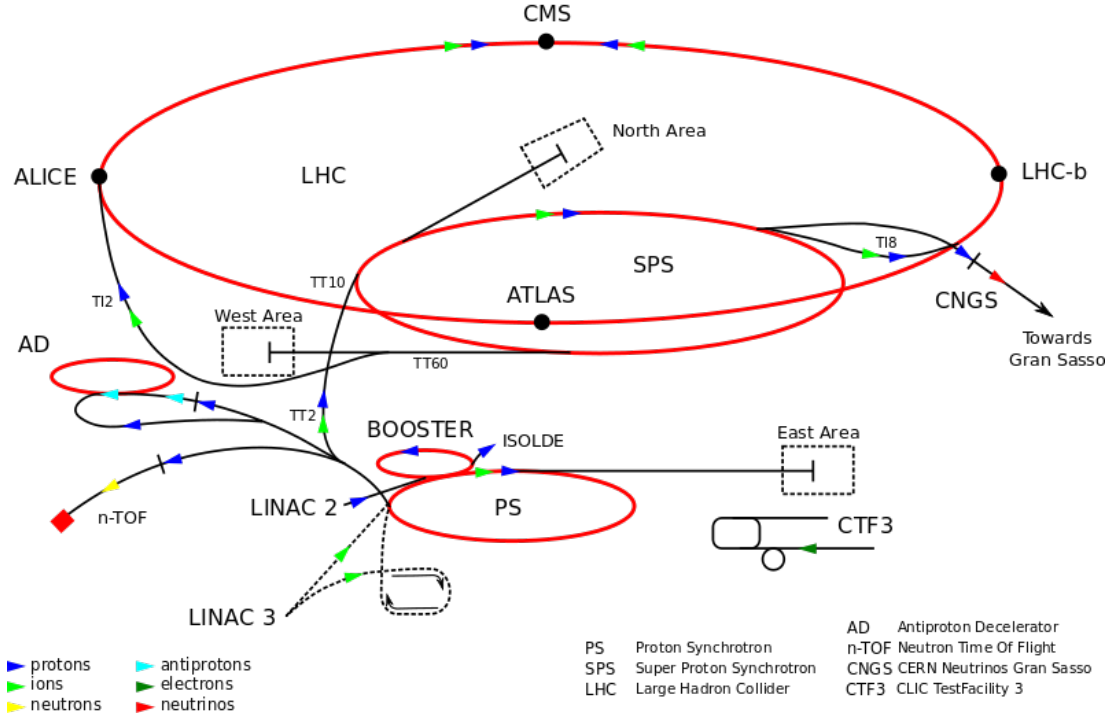 CMS
North Area
ALICE
LHC
LHC-b
TI8
SPS
TT10
ATLAS
CNGS
TI2
West Area
Towards
Gran Sasso
AD
TT60
TT2
BOOSTER
ISOLDE
East Area
LINAC 2
PS
n-TOF
CTF3
LINAC 3
protons
ions
neutrons
antiprotons
electrons
neutrinos
PS Proton Synchrotron
SPS Super Proton Synchrotron
LHC Large Hadron Collider
AD Antiproton Decelerator
n-TOF Neutron Time Of Flight
CNGS CERN Neutrinos Gran Sasso
CTF3 CLIC TestFacility 3